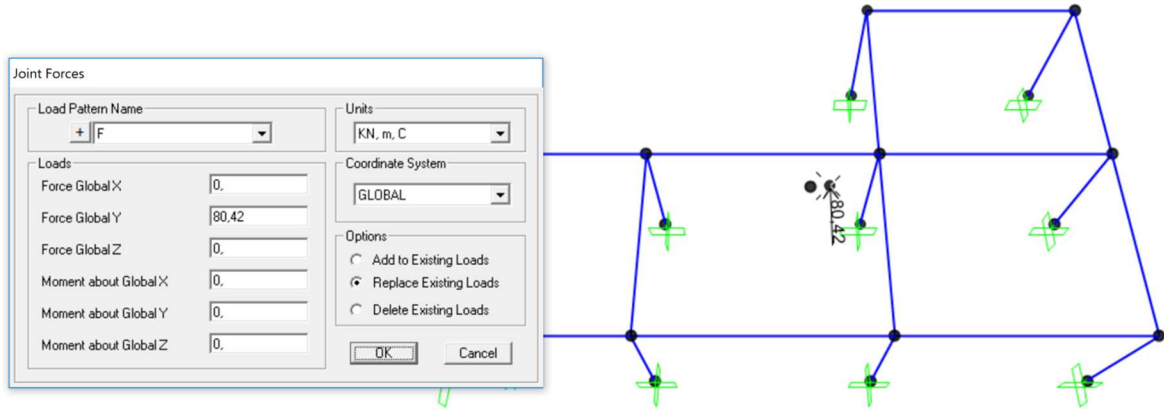 Joint Forces
Load Pattern Name
+ F
Units
KN, m, C
Loads
Force Global X 0,
Force Global Y 80,42
Force Global Z 0,
Moment about Global X 0,
Moment about Global Y 0,
Moment about Global Z 0,
Coordinate System
GLOBAL
Options
Add to Existing Loads
Replace Existing Loads
Delete Existing Loads
OK
Cancel
80,42